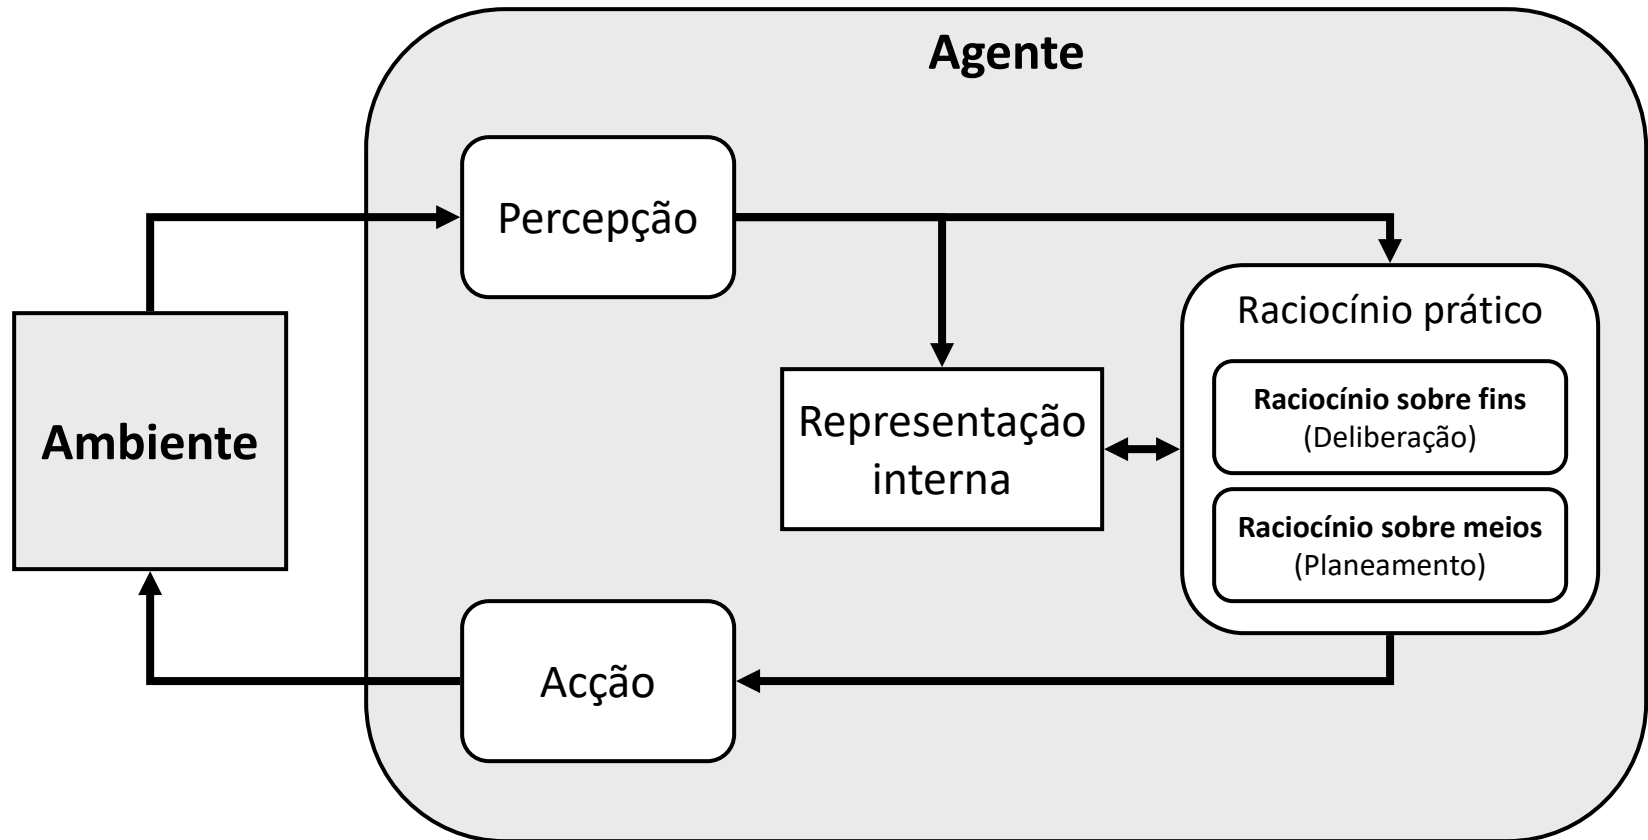 Agente
Percepção
Raciocínio prático
Raciocínio sobre fins
(Deliberação)
Ambiente
Representação
interna
Raciocínio sobre meios
(Planeamento)
Acção